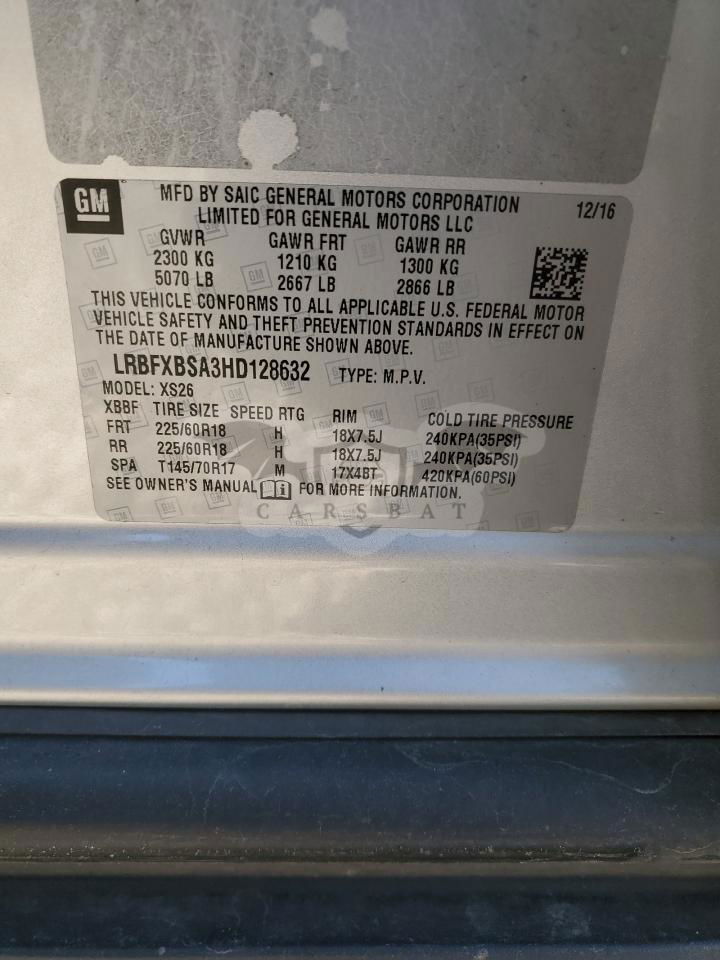 GM
MFD BY SAIC GENERAL MOTORS CORPORATION 12/16
LIMITED FOR GENERAL MOTORS LLC
GVWR GAWR FRT GAWR RR
2300 KG 1210 KG 1300 KG
5070 LB 2667 LB 2866 LB
THIS VEHICLE CONFORMS TO ALL APPLICABLE U.S. FEDERAL MOTOR
VEHICLE SAFETY AND THEFT PREVENTION STANDARDS IN EFFECT ON
THE DATE OF MANUFACTURE SHOWN ABOVE.
LRBFXBSA3HD128632 TYPE: M.P.V.
MODEL: XS26
XBBF TIRE SIZE SPEED RTG RIM COLD TIRE PRESSURE
FRT 225/60R18 H 18X7.5J 240KPA(35PSI)
RR 225/60R18 H 18X7.5J 240KPA(35PSI)
SPA T145/70R17 M 17X4BT 420KPA(60PSI)
SEE OWNER'S MANUAL FOR MORE INFORMATION.
CARSBAT